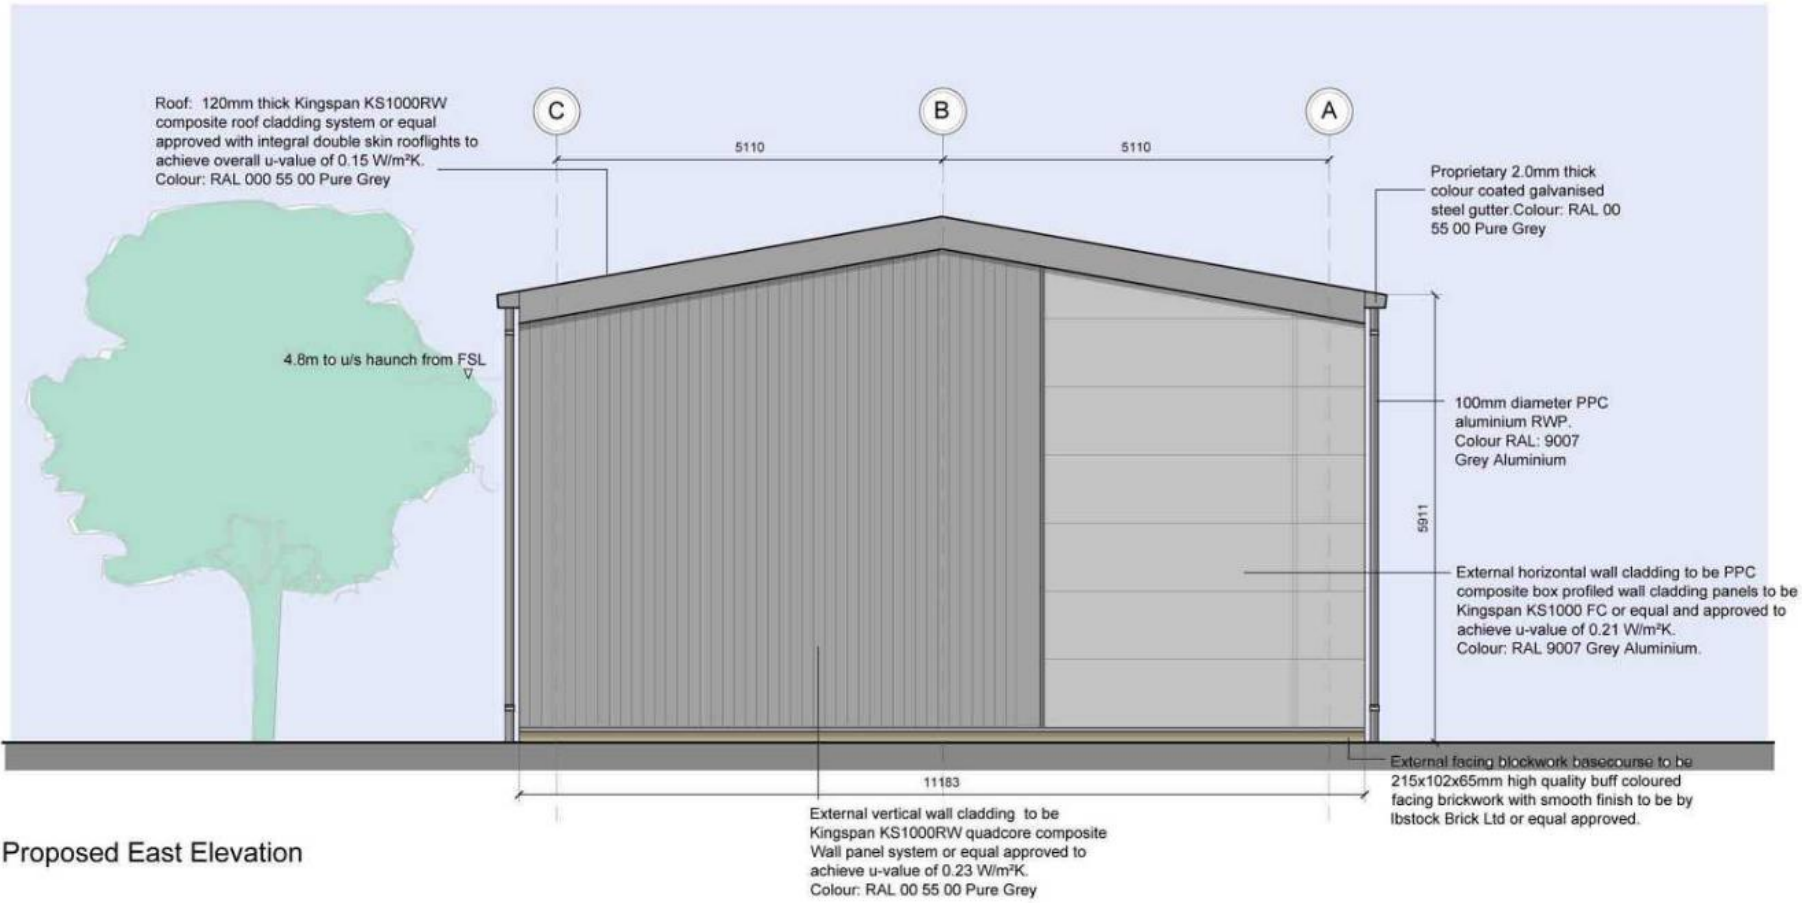 Roof:  120mm thick Kingspan KS1000RW
composite roof cladding system or equal
approved with integral double skin rooflights to
achieve overall u-value of 0.15 W/m²K.
Colour: RAL 000 55 00 Pure Grey
C
B
A
5110
5110
Proprietary 2.0mm thick
colour coated galvanised
steel gutter.Colour: RAL 00
55 00 Pure Grey
4.8m to u/s haunch from FSL
100mm diameter PPC
aluminium RWP.
Colour RAL: 9007
Grey Aluminium
5911
External horizontal wall cladding to be PPC
composite box profiled wall cladding panels to be
Kingspan KS1000 FC or equal and approved to
achieve u-value of 0.21 W/m²K.
Colour: RAL 9007 Grey Aluminium.
External facing blockwork basecourse to be
215x102x65mm high quality buff coloured
facing brickwork with smooth finish to be by
Ibstock Brick Ltd or equal approved.
11183
External vertical wall cladding  to be
Kingspan KS1000RW quadcore composite
Wall panel system or equal approved to
achieve u-value of 0.23 W/m²K.
Colour: RAL 00 55 00 Pure Grey
Proposed East Elevation